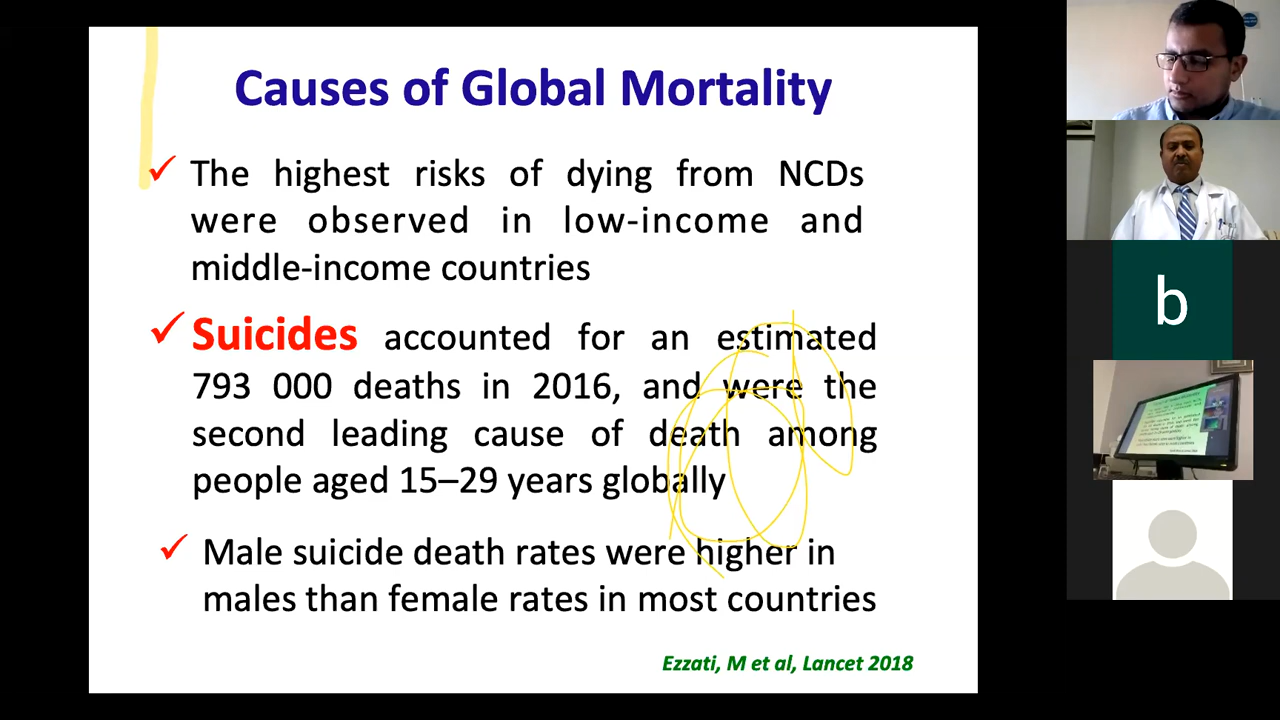 Causes of Global Mortality
The highest risks of dying from NCDs
were observed in low-income and
middle-income countries
Suicides accounted for an estimated
793 000 deaths in 2016, and were the
second leading cause of death among
people aged 15–29 years globally
Male suicide death rates were higher in
males than female rates in most countries
Ezzati, M et al, Lancet 2018
b